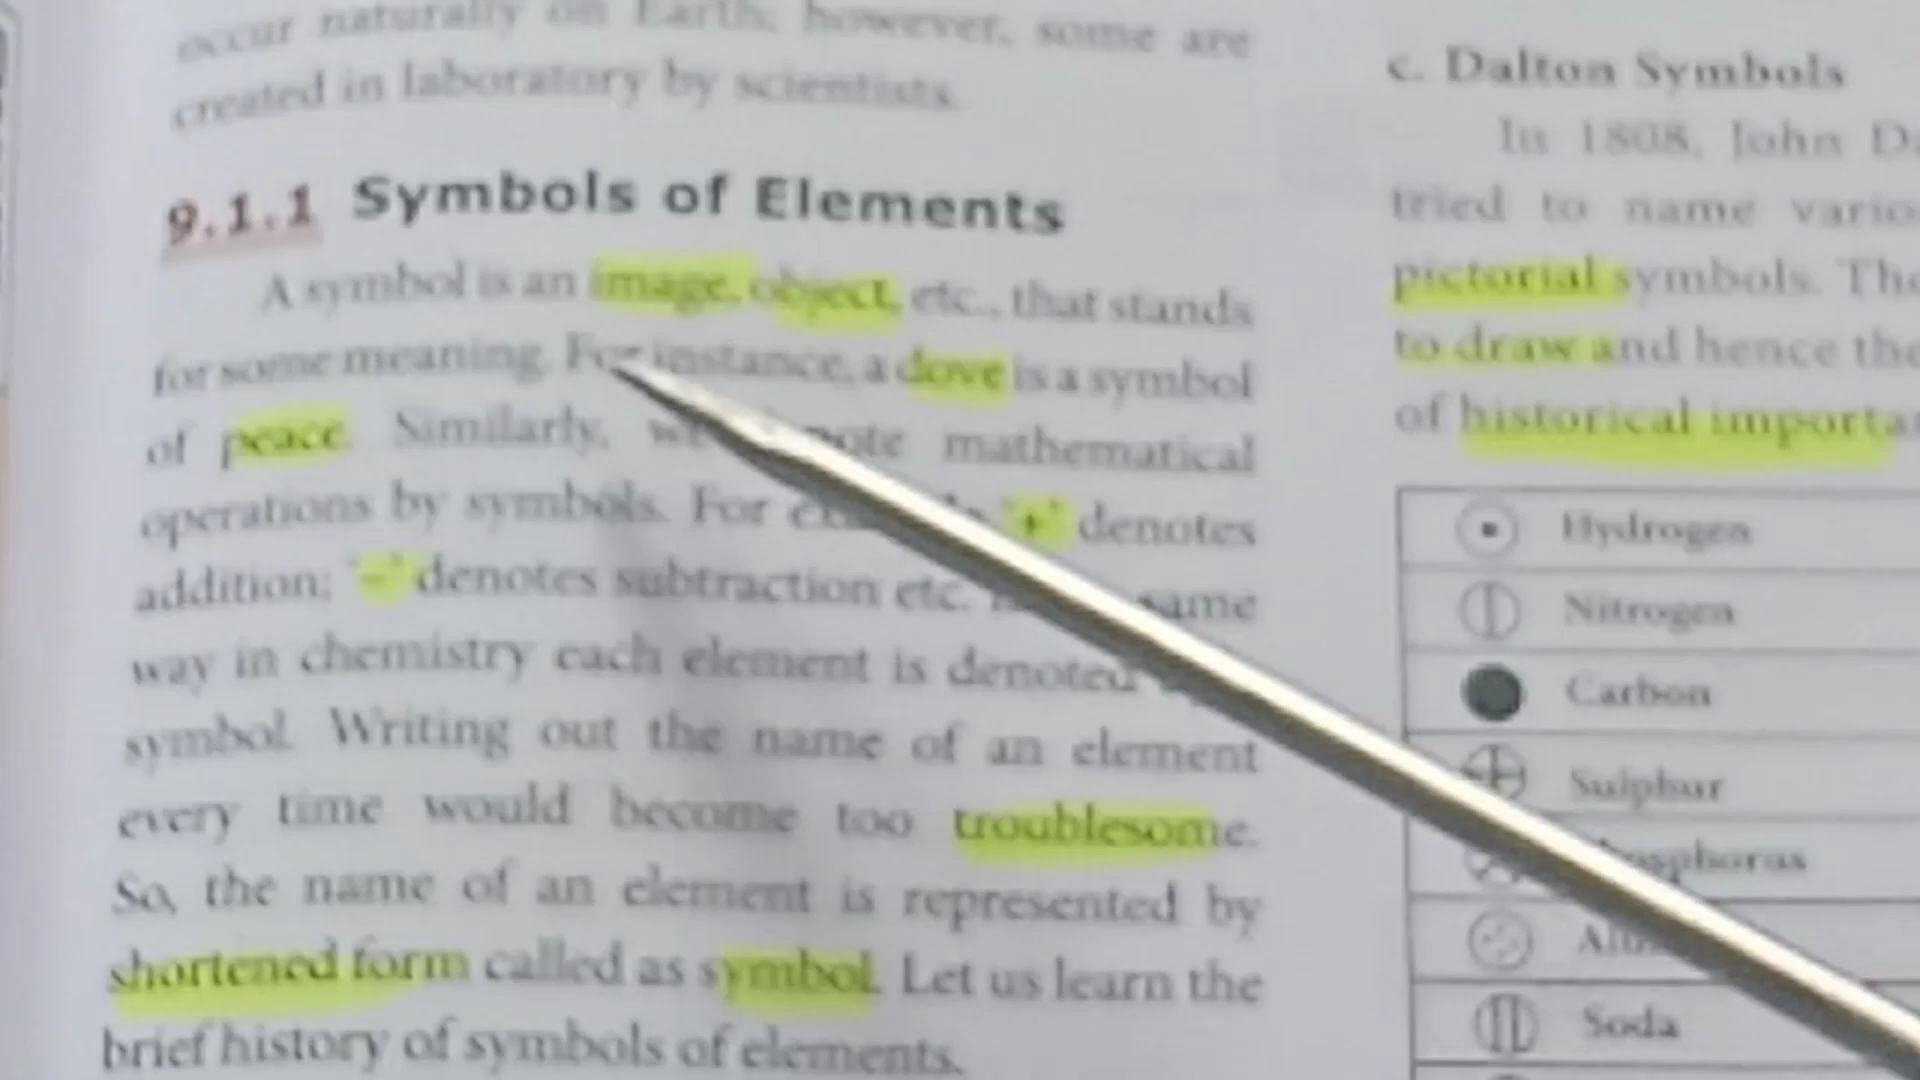 occur naturally on Earth; however, some are
created in laboratory by scientists.
9.1.1 Symbols of Elements
A symbol is an image, object, etc., that stands
for some meaning. For instance, a dove is a symbol
of peace. Similarly, we mathematical
operations by symbols. For '+' denotes
addition; '–' denotes subtraction etc. same
way in chemistry each element is denoted
symbol. Writing out the name of an element
every time would become too troublesome.
So, the name of an element is represented by
shortened form called as symbol. Let us learn the
brief history of symbols of elements.
c. Dalton Symbols
In 1808, John
tried to name
pictorial symbols.
to draw and hence
of historical
Hydrogen
Nitrogen
Carbon
Sulphur
Soda